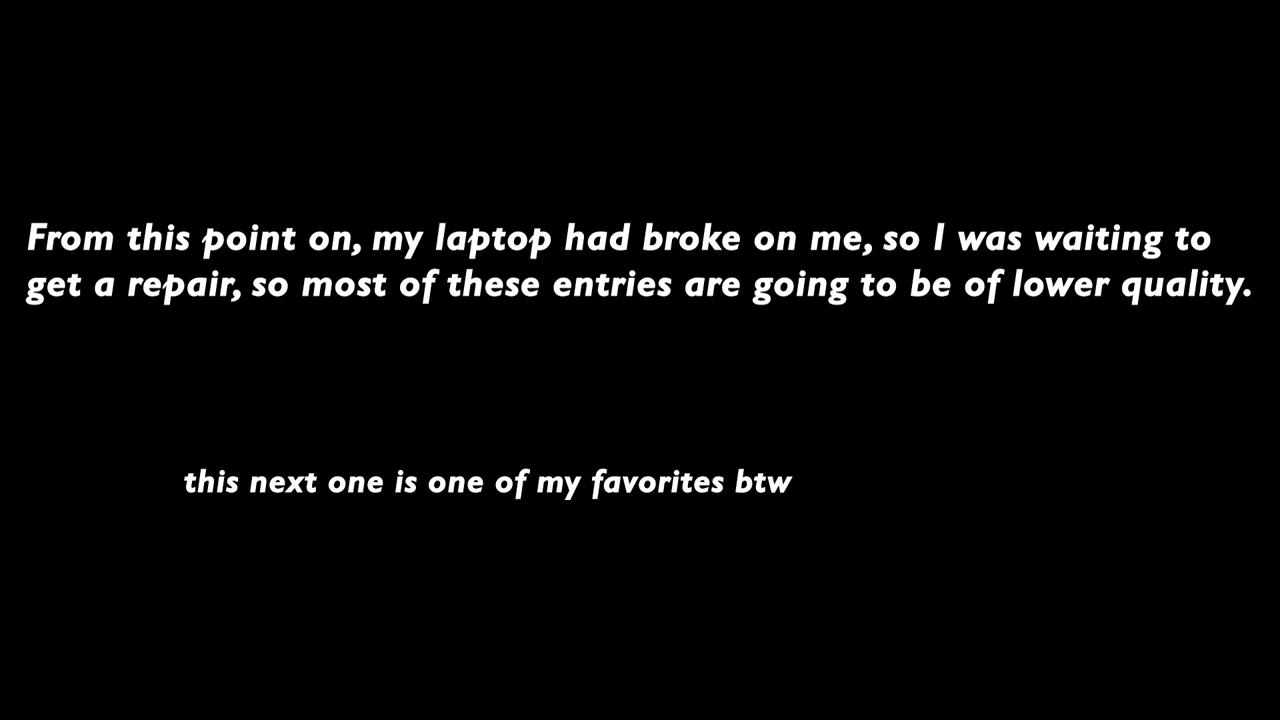 From this point on, my laptop had broke on me, so I was waiting to
get a repair, so most of these entries are going to be of lower quality.
this next one is one of my favorites btw